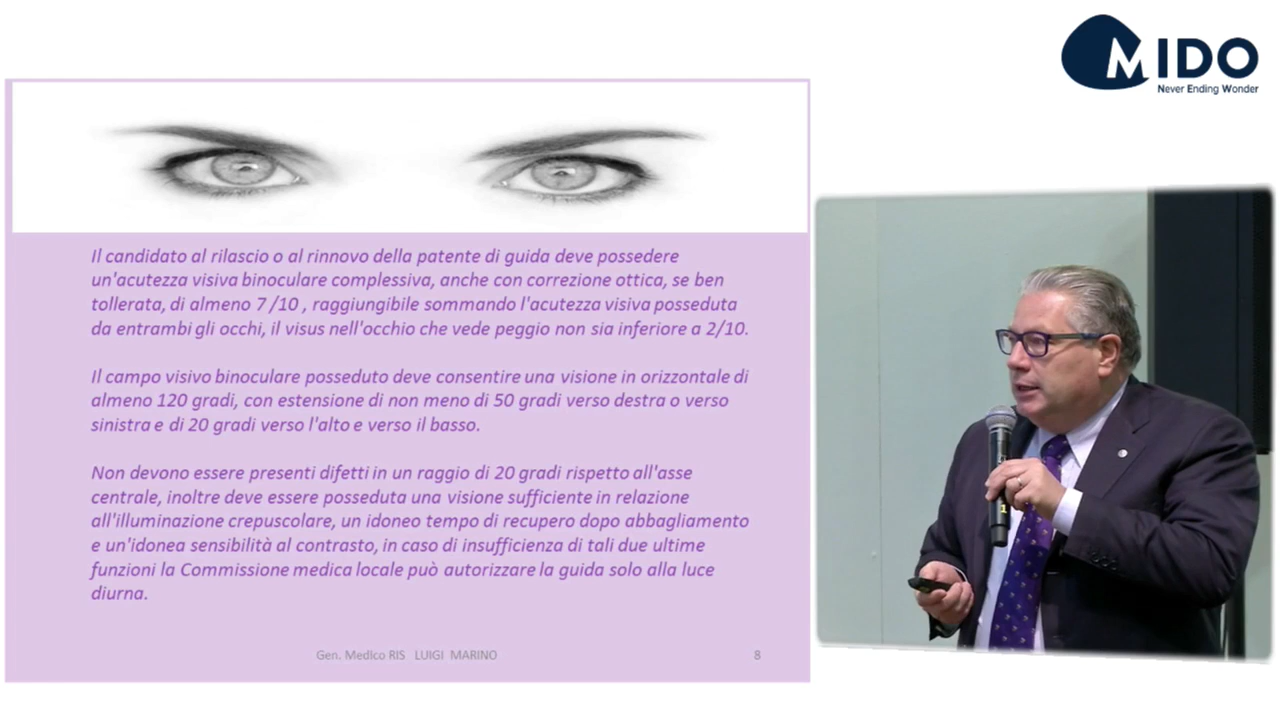 MIDO
Never Ending Wonder
Il candidato al rilascio o al rinnovo della patente di guida deve possedere
un'acutezza visiva binoculare complessiva, anche con correzione ottica, se ben
tollerata, di almeno 7 /10 , raggiungibile sommando l'acutezza visiva posseduta
da entrambi gli occhi, il visus nell'occhio che vede peggio non sia inferiore a 2/10.
Il campo visivo binoculare posseduto deve consentire una visione in orizzontale di
almeno 120 gradi, con estensione di non meno di 50 gradi verso destra o verso
sinistra e di 20 gradi verso l'alto e verso il basso.
Non devono essere presenti difetti in un raggio di 20 gradi rispetto all'asse
centrale, inoltre deve essere posseduta una visione sufficiente in relazione
all'illuminazione crepuscolare, un idoneo tempo di recupero dopo abbagliamento
e un'idonea sensibilità al contrasto, in caso di insufficienza di tali due ultime
funzioni la Commissione medica locale può autorizzare la guida solo alla luce
diurna.
Gen. Medico RIS LUIGI MARINO
8
1